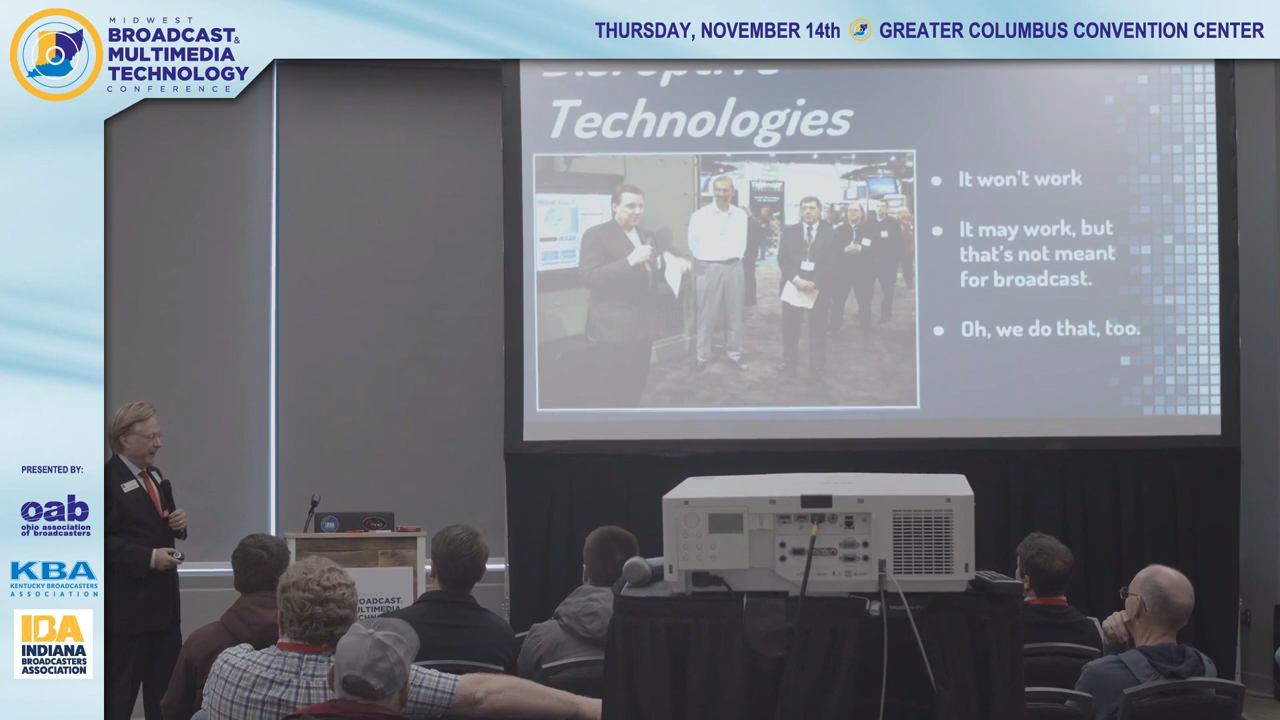 MIDWEST
BROADCAST &
MULTIMEDIA
TECHNOLOGY
CONFERENCE
THURSDAY, NOVEMBER 14th
GREATER COLUMBUS CONVENTION CENTER
Disruptive
Technologies
It won't work
It may work, but
that's not meant
for broadcast.
Oh, we do that, too.
PRESENTED BY:
oab
ohio association
of broadcasters
KBA
KENTUCKY BROADCASTERS
ASSOCIATION
IBA
INDIANA
BROADCASTERS
ASSOCIATION